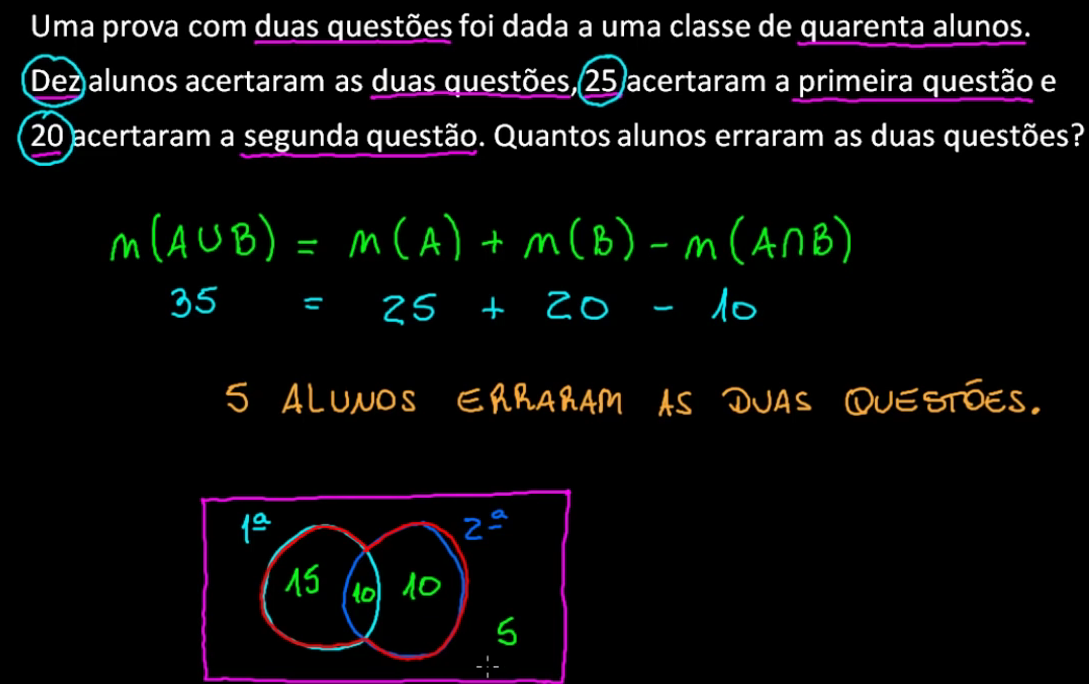 Uma prova com duas questões foi dada a uma classe de quarenta alunos.
Dez alunos acertaram as duas questões, 25 acertaram a primeira questão e
20 acertaram a segunda questão. Quantos alunos erraram as duas questões?
n(A∪B) = n(A) + n(B) - n(A∩B)
35 = 25 + 20 - 10
5 ALUNOS ERRARAM AS DUAS QUESTÕES.
1ª 2ª
15 10 10
5